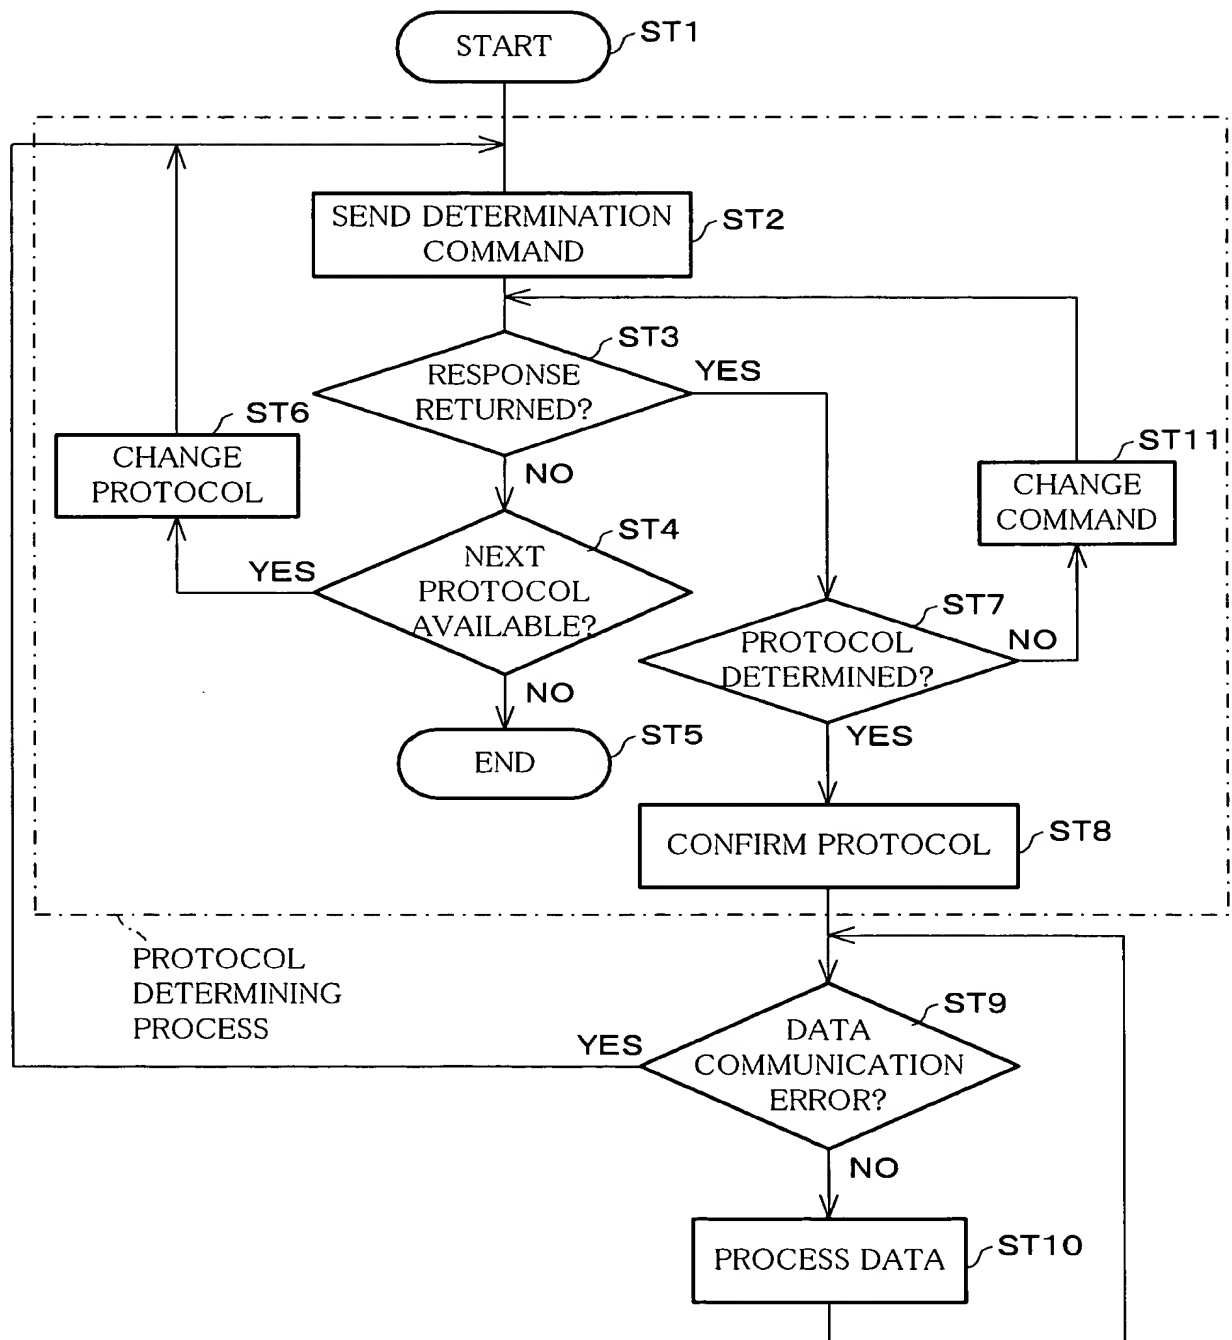 START
ST1
SEND DETERMINATION
COMMAND
ST2
RESPONSE
RETURNED?
ST3
YES
NO
CHANGE
PROTOCOL
ST6
CHANGE
COMMAND
ST11
NEXT
PROTOCOL
AVAILABLE?
ST4
YES
NO
PROTOCOL
DETERMINED?
ST7
NO
YES
END
ST5
CONFIRM PROTOCOL
ST8
PROTOCOL
DETERMINING
PROCESS
DATA
COMMUNICATION
ERROR?
ST9
YES
NO
PROCESS DATA
ST10